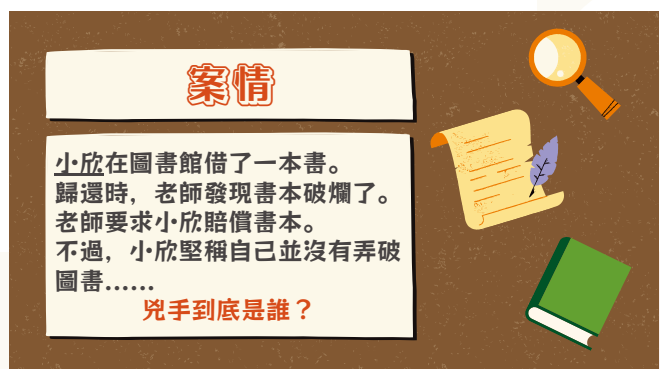 案情
小欣在圖書館借了一本書。
歸還時，老師發現書本破爛了。
老師要求小欣賠償書本。
不過，小欣堅稱自己並沒有弄破
圖書......
兇手到底是誰？